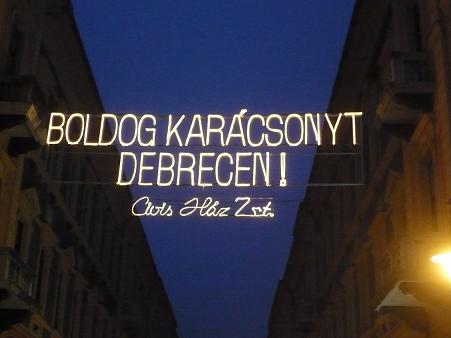 BOLDOG KARÁCSONYT
DEBRECEN!
Civis Ház Zrt.